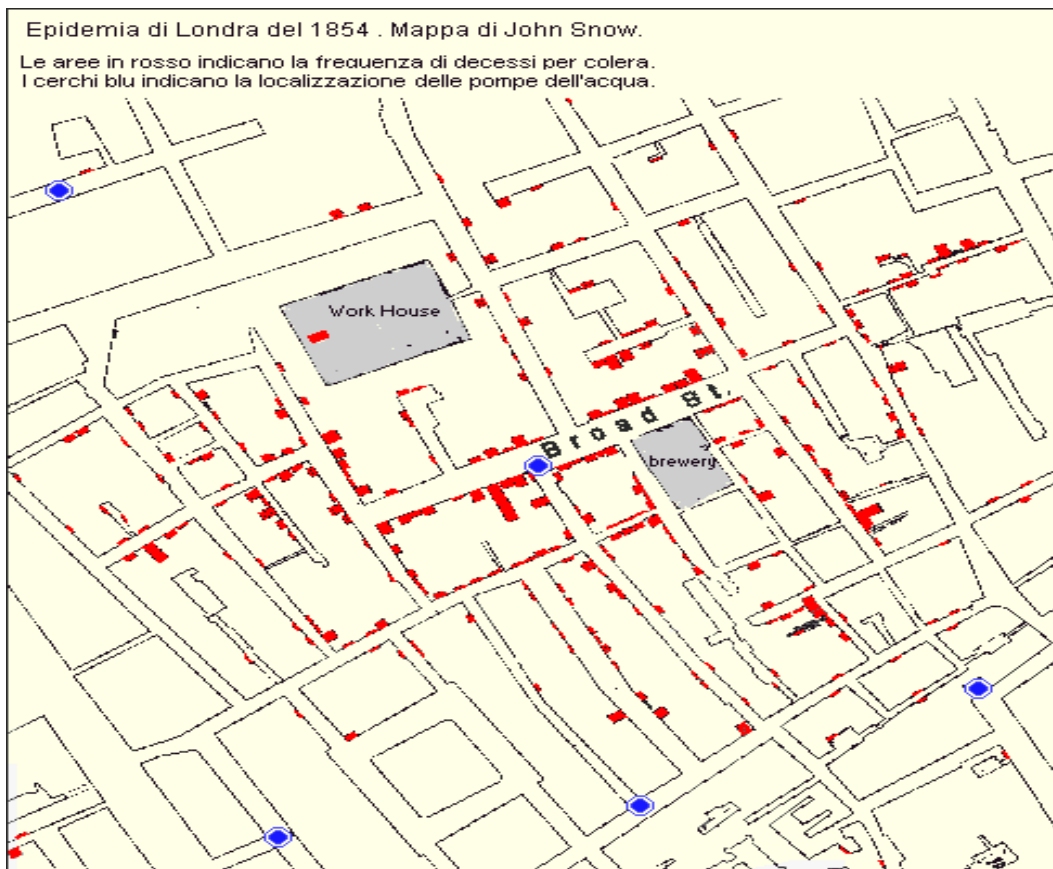 Epidemia di Londra del 1854 . Mappa di John Snow.
Le aree in rosso indicano la frequenza di decessi per colera.
I cerchi blu indicano la localizzazione delle pompe dell'acqua.
Work House
Broad St.
brewery